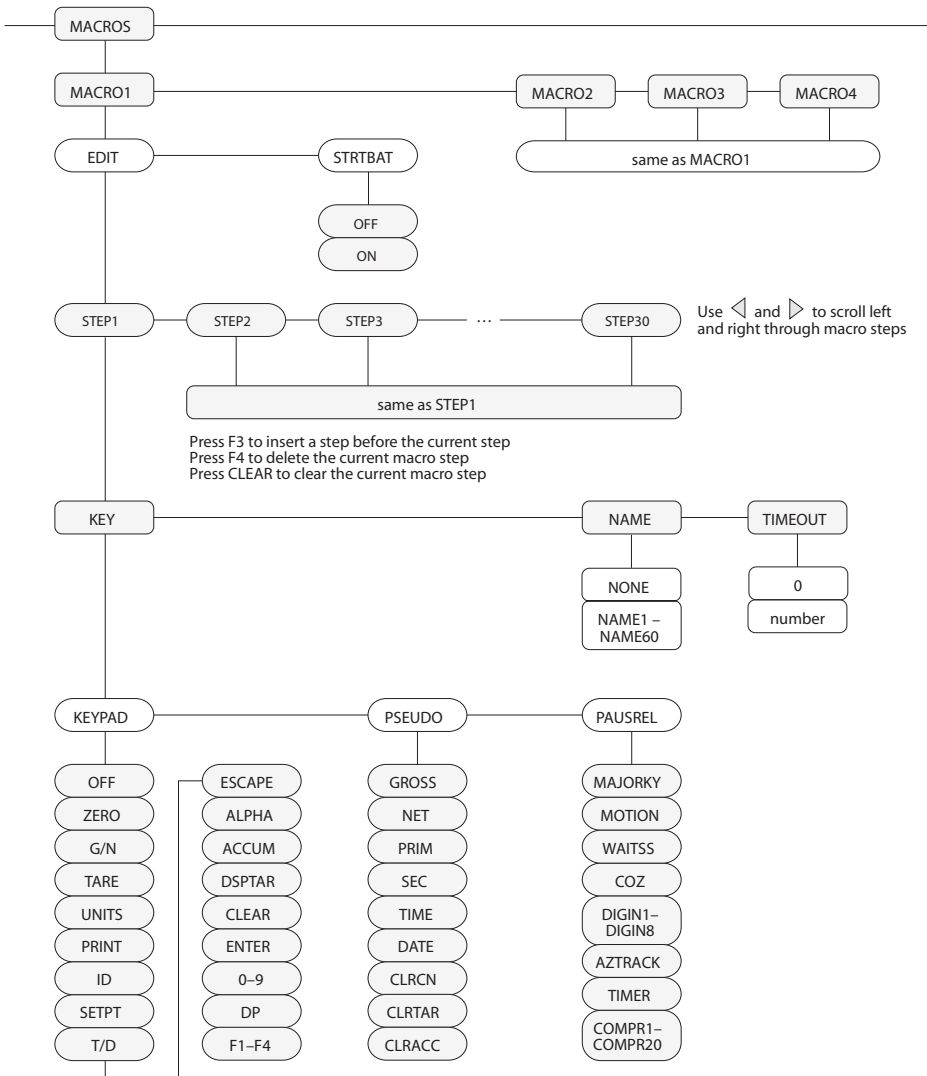 MACROS
MACRO1
MACRO2
MACRO3
MACRO4
EDIT
STRTBAT
same as MACRO1
OFF
ON
STEP1
STEP2
STEP3
...
STEP30
Use ◁ and ▷ to scroll left
and right through macro steps
same as STEP1
Press F3 to insert a step before the current step
Press F4 to delete the current macro step
Press CLEAR to clear the current macro step
KEY
NAME
TIMEOUT
NONE
NAME1 –
NAME60
0
number
KEYPAD
PSEUDO
PAUSREL
OFF
ZERO
G/N
TARE
UNITS
PRINT
ID
SETPT
T/D
ESCAPE
ALPHA
ACCUM
DSPTAR
CLEAR
ENTER
0–9
DP
F1–F4
GROSS
NET
PRIM
SEC
TIME
DATE
CLRCN
CLRTAR
CLRACC
MAJORKY
MOTION
WAITSS
COZ
DIGIN1–
DIGIN8
AZTRACK
TIMER
COMPR1–
COMPR20